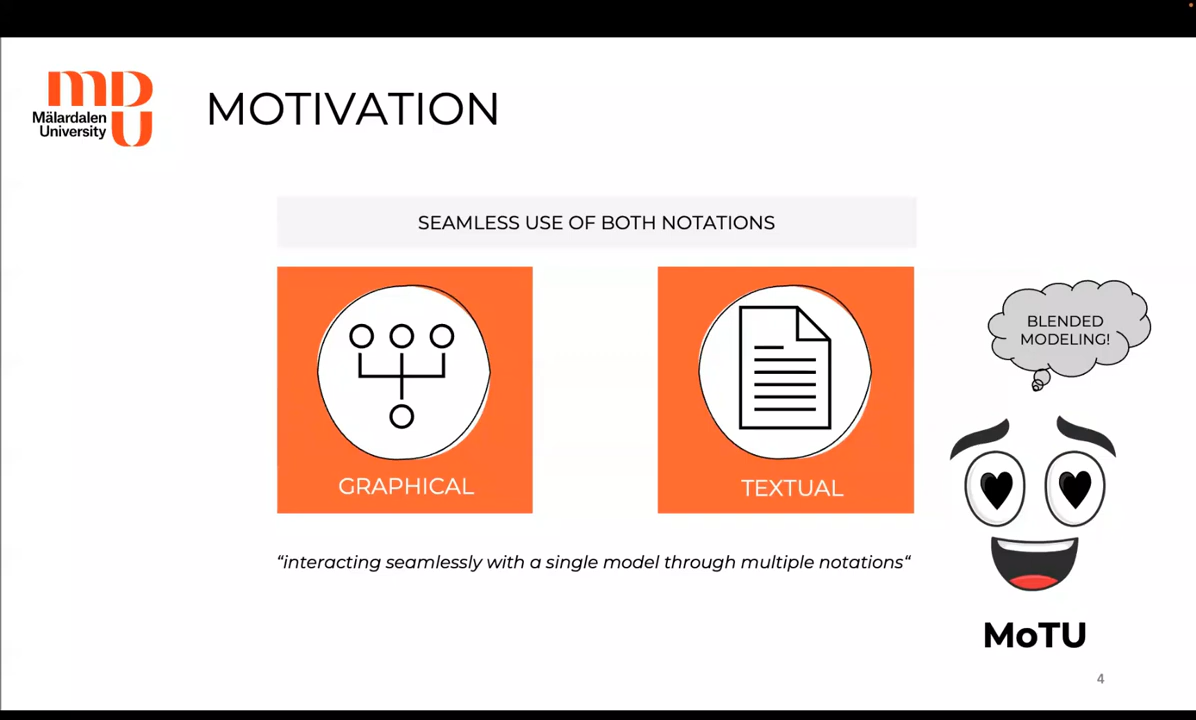 MDU
Mälardalen
University
MOTIVATION
SEAMLESS USE OF BOTH NOTATIONS
GRAPHICAL
TEXTUAL
BLENDED
MODELING!
“interacting seamlessly with a single model through multiple notations“
MoTU
4